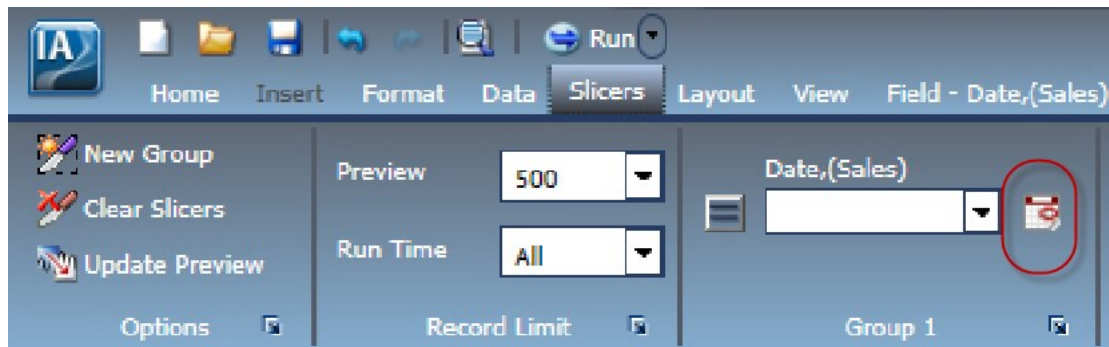 IA
Run
Home Insert Format Data Slicers Layout View Field - Date,(Sales)
New Group
Clear Slicers
Update Preview
Options
Preview 500
Run Time All
Record Limit
Date,(Sales)
Group 1